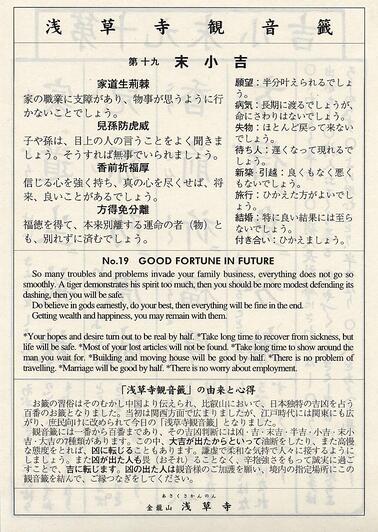 浅草寺観音籤
第十九 末小吉
家道生荊棘
家の職業に支障があり、物事が思うように行
かないことでしょう。
兒孫防虎威
子や孫は、目上の人の言うことをよく聞きま
しょう。そうすれば無事でいられましょう。
香前祈福厚
信じる心を強く持ち、真の心を尽くせば、将
来、良いことがあるでしょう。
方得免分離
福徳を得て、本来別離する運命の者（物）と
も、別れずに済むでしょう。
願望：半分叶えられるでしょ
う。
病気：長期に渡るでしょうが、
命にさわりはないでしょう。
失物：ほとんど戻って来ない
でしょう。
待ち人：遅くなって現れるで
しょう。
新築・引越：良くもなく悪く
もないでしょう。
旅行：ひかえた方がよいでし
ょう。
結婚：特に良い結果には至ら
ないでしょう。
付き合い：ひかえましょう。
No.19 GOOD FORTUNE IN FUTURE
So many troubles and problems invade your family business, everything does not go so
smoothly. A tiger demonstrates his spirit too much, then you should be more modest defending its
dashing, then you will be safe.
Do believe in gods earnestly, do your best, then everything will be fine in the end.
Getting wealth and happiness, you may remain with them.
*Your hopes and desire turn out to be real by half. *Take long time to recover from sickness, but
life will be safe. *Most of your lost articles will not be found. *Take long time to show around the
man you wait for. *Building and moving house will be good by half. *There is no problem of
travelling. *Marriage will be good by half. *There is no worry about employment.
「浅草寺観音籤」の由来と心得
お籤の習俗はそのむかし中国より伝えられ、比叡山において、日本独特の吉凶を占う
百番のお籤となりました。当初は関西方面で広まりましたが、江戸時代には関東にも広
がり、庶民向けに改められて今日の「浅草寺観音籤」となりました。
観音籤には一番から百番まであり、その吉凶判断には凶・吉・末吉・半吉・小吉・末小
吉・大吉の7種類があります。この中、大吉が出たからといって油断をしたり、また高慢
な態度をとれば、凶に転じることもあります。謙虚で柔和な気持で人々に接するように
しましょう。また凶が出た人も畏（おそ）れることなく、辛抱強さをもって誠実に過ご
すことで、吉に転じます。凶の出た人は観音様のご加護を願い、境内の指定場所にこの
観音籤を結んで、ご縁つなぎをしてください。
あさくさかんのん
金龍山 浅草寺